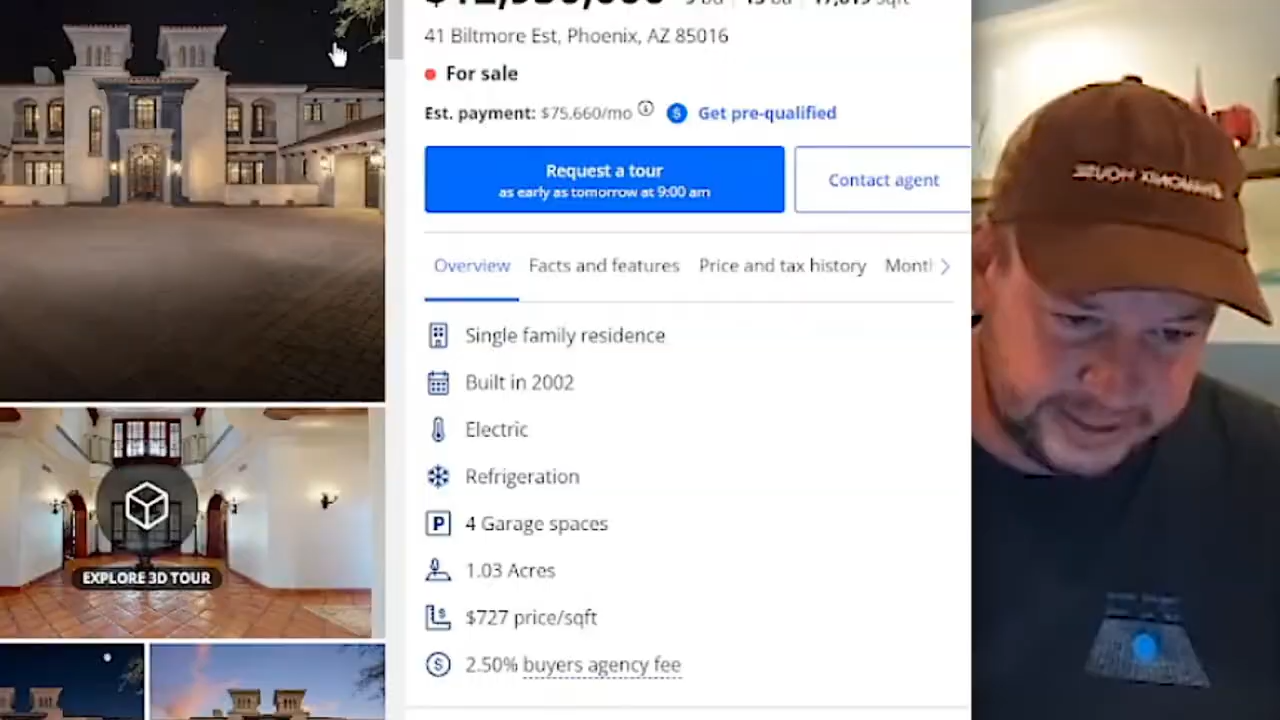 41 Biltmore Est, Phoenix, AZ 85016
For sale
Est. payment: $75,660/mo Get pre-qualified
Request a tour
as early as tomorrow at 9:00 am
Contact agent
Overview Facts and features Price and tax history Montl
Single family residence
Built in 2002
Electric
Refrigeration
P 4 Garage spaces
1.03 Acres
$727 price/sqft
$ 2.50% buyers agency fee
EXPLORE 3D TOUR